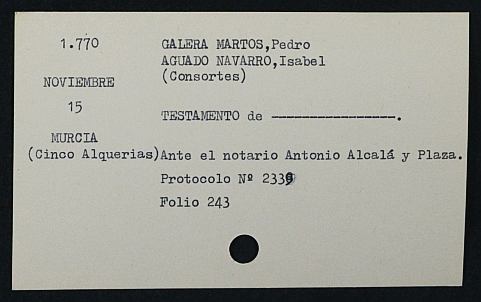 1.770 GALERA MARTOS,Pedro
AGUADO NAVARRO,Isabel
NOVIEMBRE (Consortes)
15
TESTAMENTO de ----------------.
MURCIA
(Cinco Alquerias)Ante el notario Antonio Alcalá y Plaza.
Protocolo Nº 2339
Folio 243